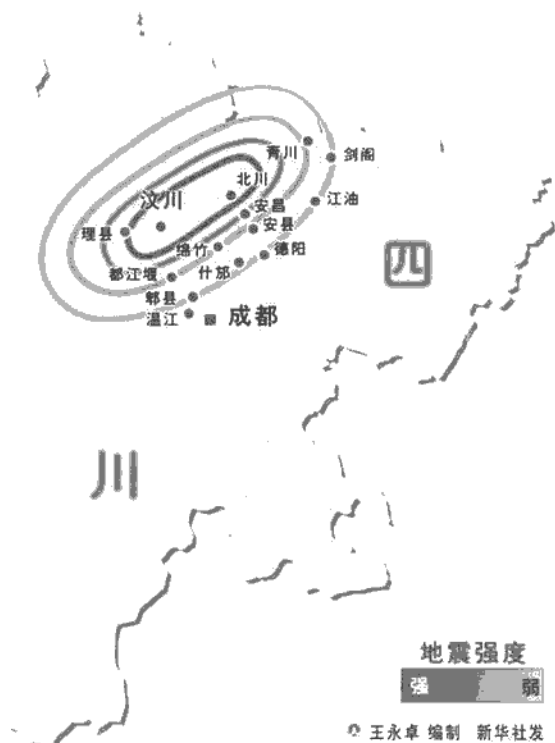 青川
剑阁
北川
汶川
江油
安昌
安县
理县
绵竹
德阳
什邡
都江堰
郫县
温江
成都
四
川
地震强度
强 弱
王永卓 编制 新华社发